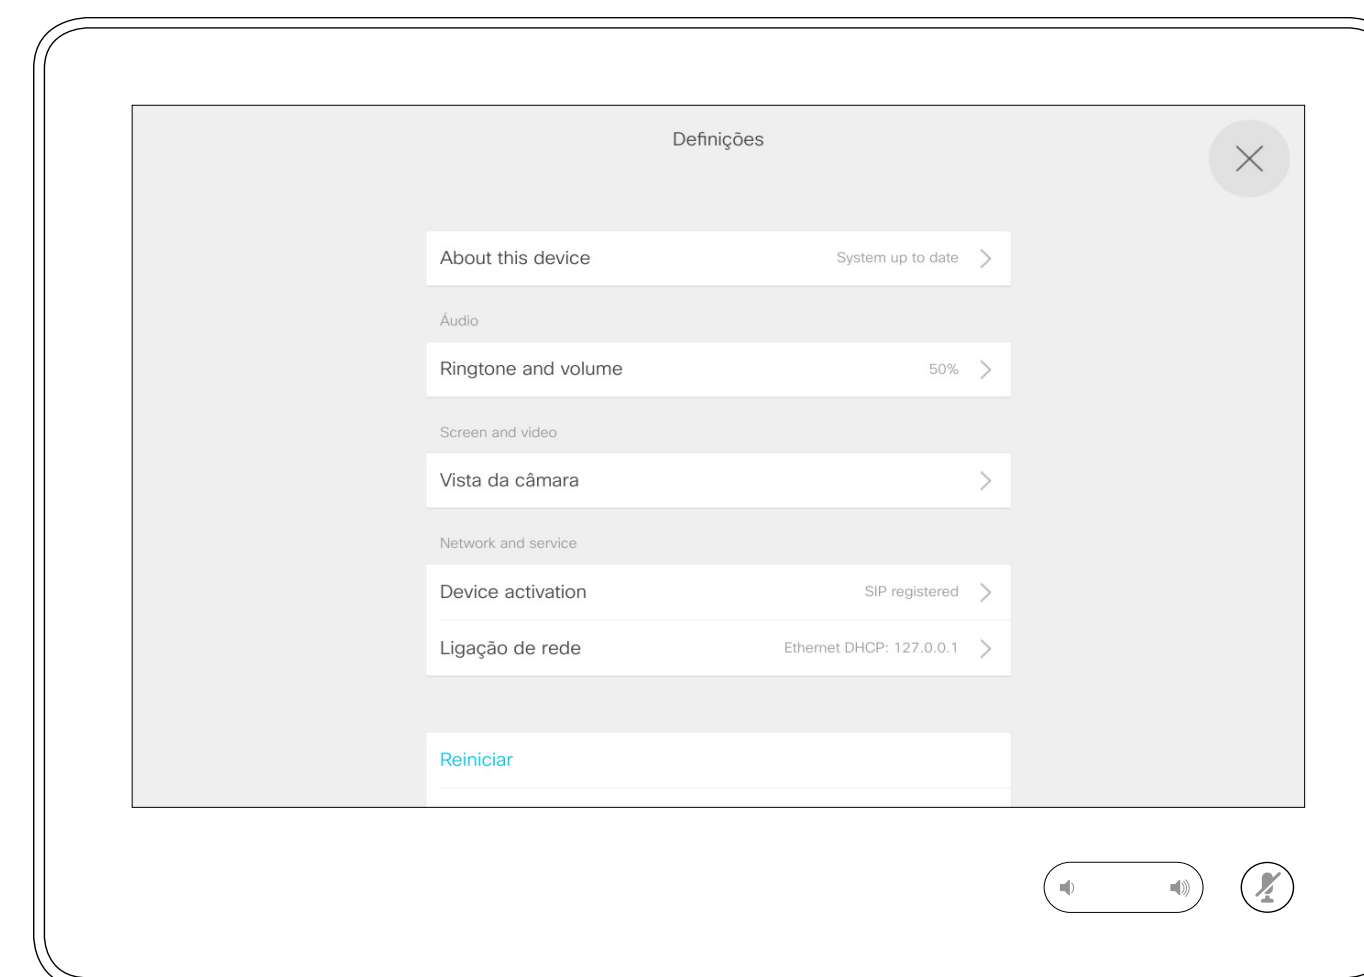 Definições
About this device System up to date
Áudio
Ringtone and volume 50%
Screen and video
Vista da câmara
Network and service
Device activation SIP registered
Ligação de rede Ethernet DHCP: 127.0.0.1
Reiniciar